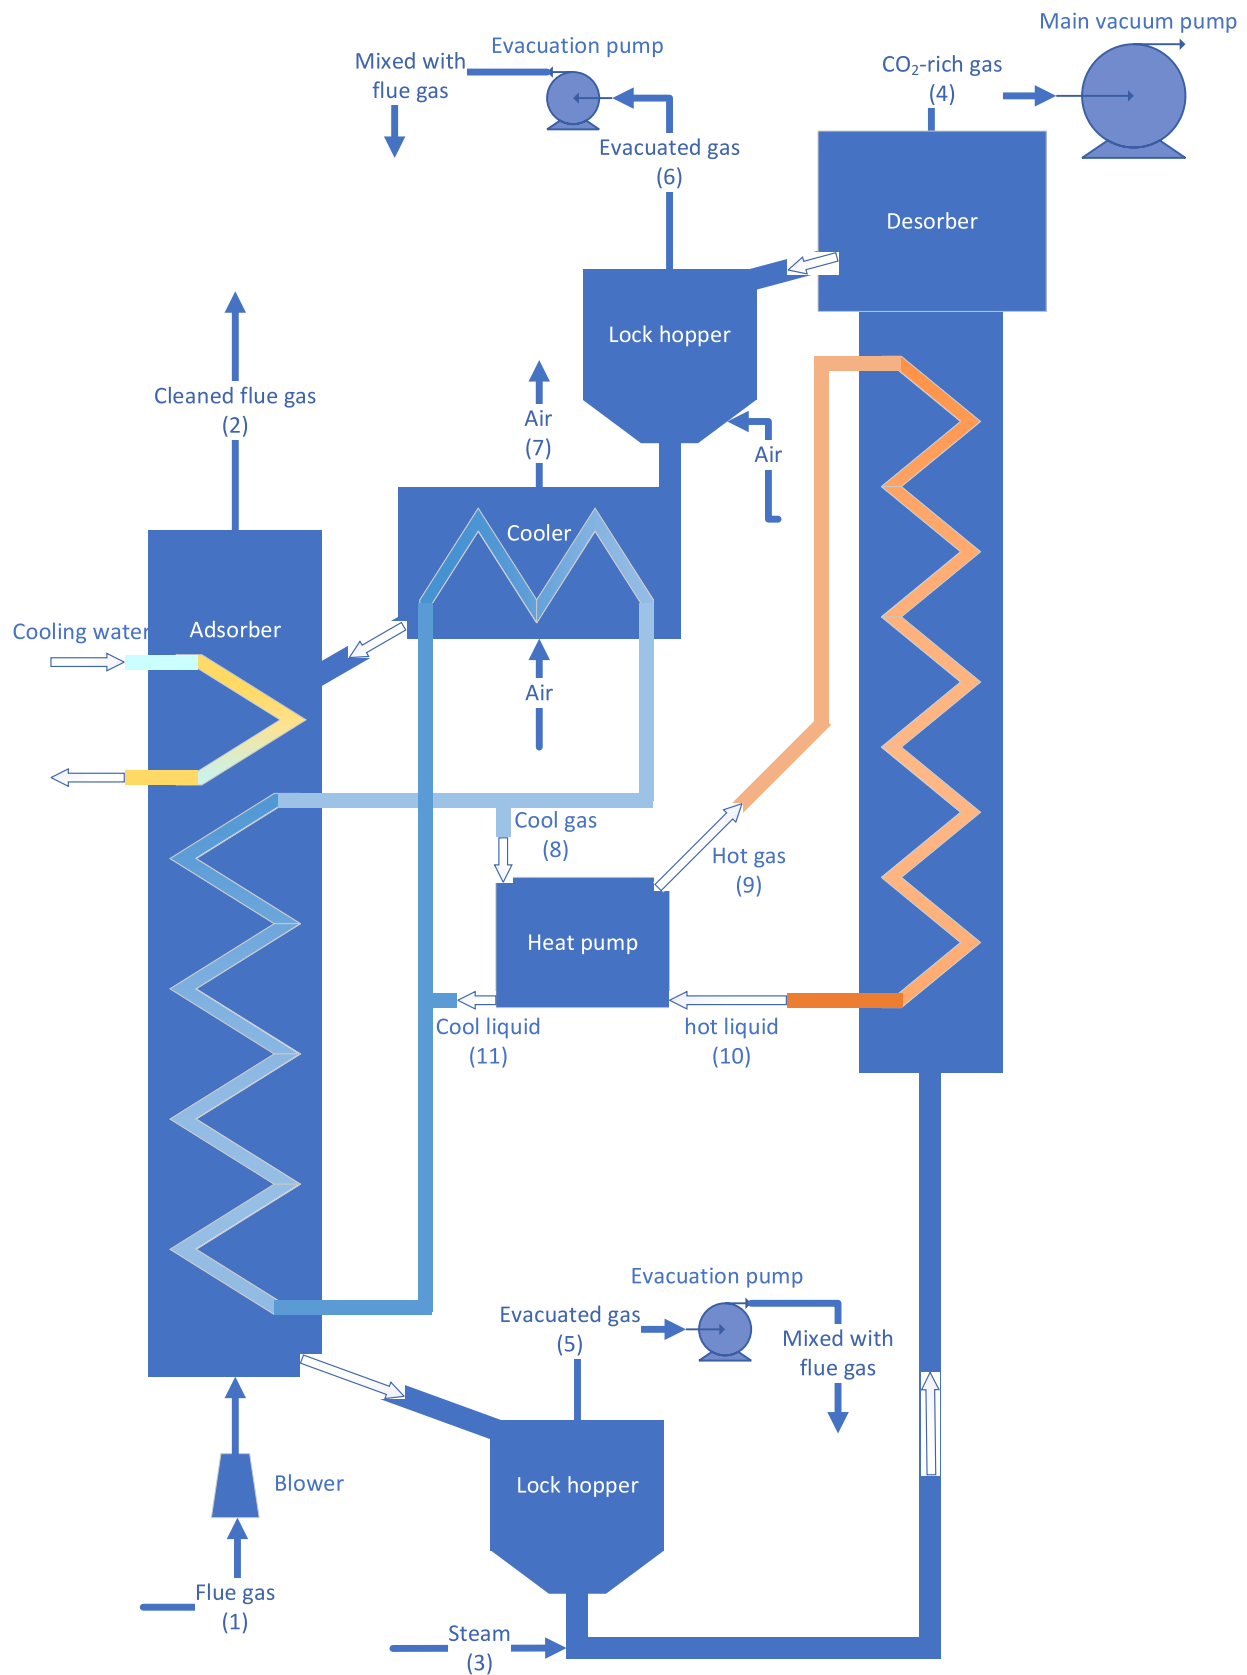 Main vacuum pump
Evacuation pump
Mixed with
flue gas
CO₂-rich gas
(4)
Evacuated gas
(6)
Desorber
Lock hopper
Cleaned flue gas
(2)
Air
(7)
Air
Cooler
Cooling water
Adsorber
Air
Cool gas
(8)
Hot gas
(9)
Heat pump
Cool liquid
(11)
hot liquid
(10)
Evacuation pump
Evacuated gas
(5)
Mixed with
flue gas
Blower
Lock hopper
Flue gas
(1)
Steam
(3)